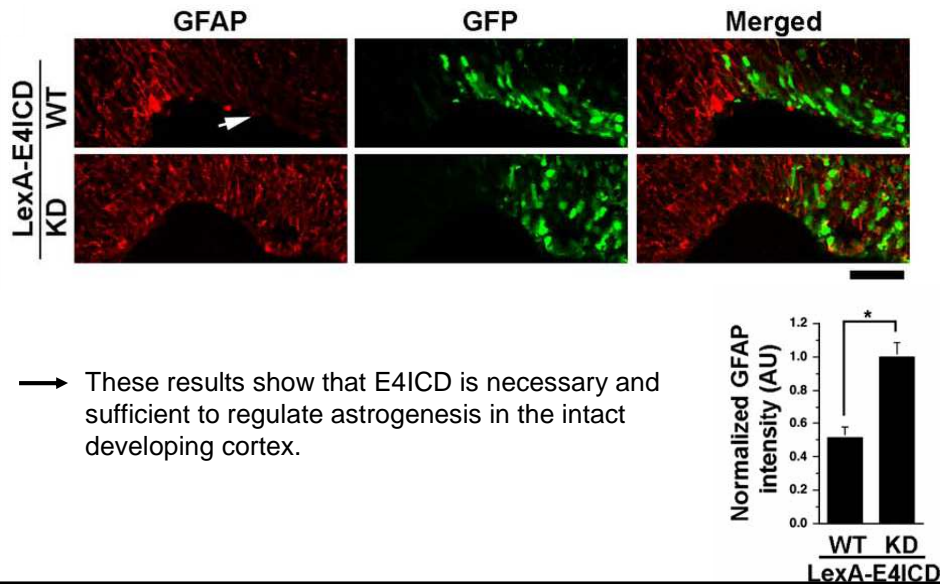 GFAP GFP Merged
LexA-E4ICD
WT
KD
These results show that E4ICD is necessary and
sufficient to regulate astrogenesis in the intact
developing cortex.
Normalized GFAP
intensity (AU)
1.2
1.0
0.8
0.6
0.4
0.2
0.0
*
WT KD
LexA-E4ICD